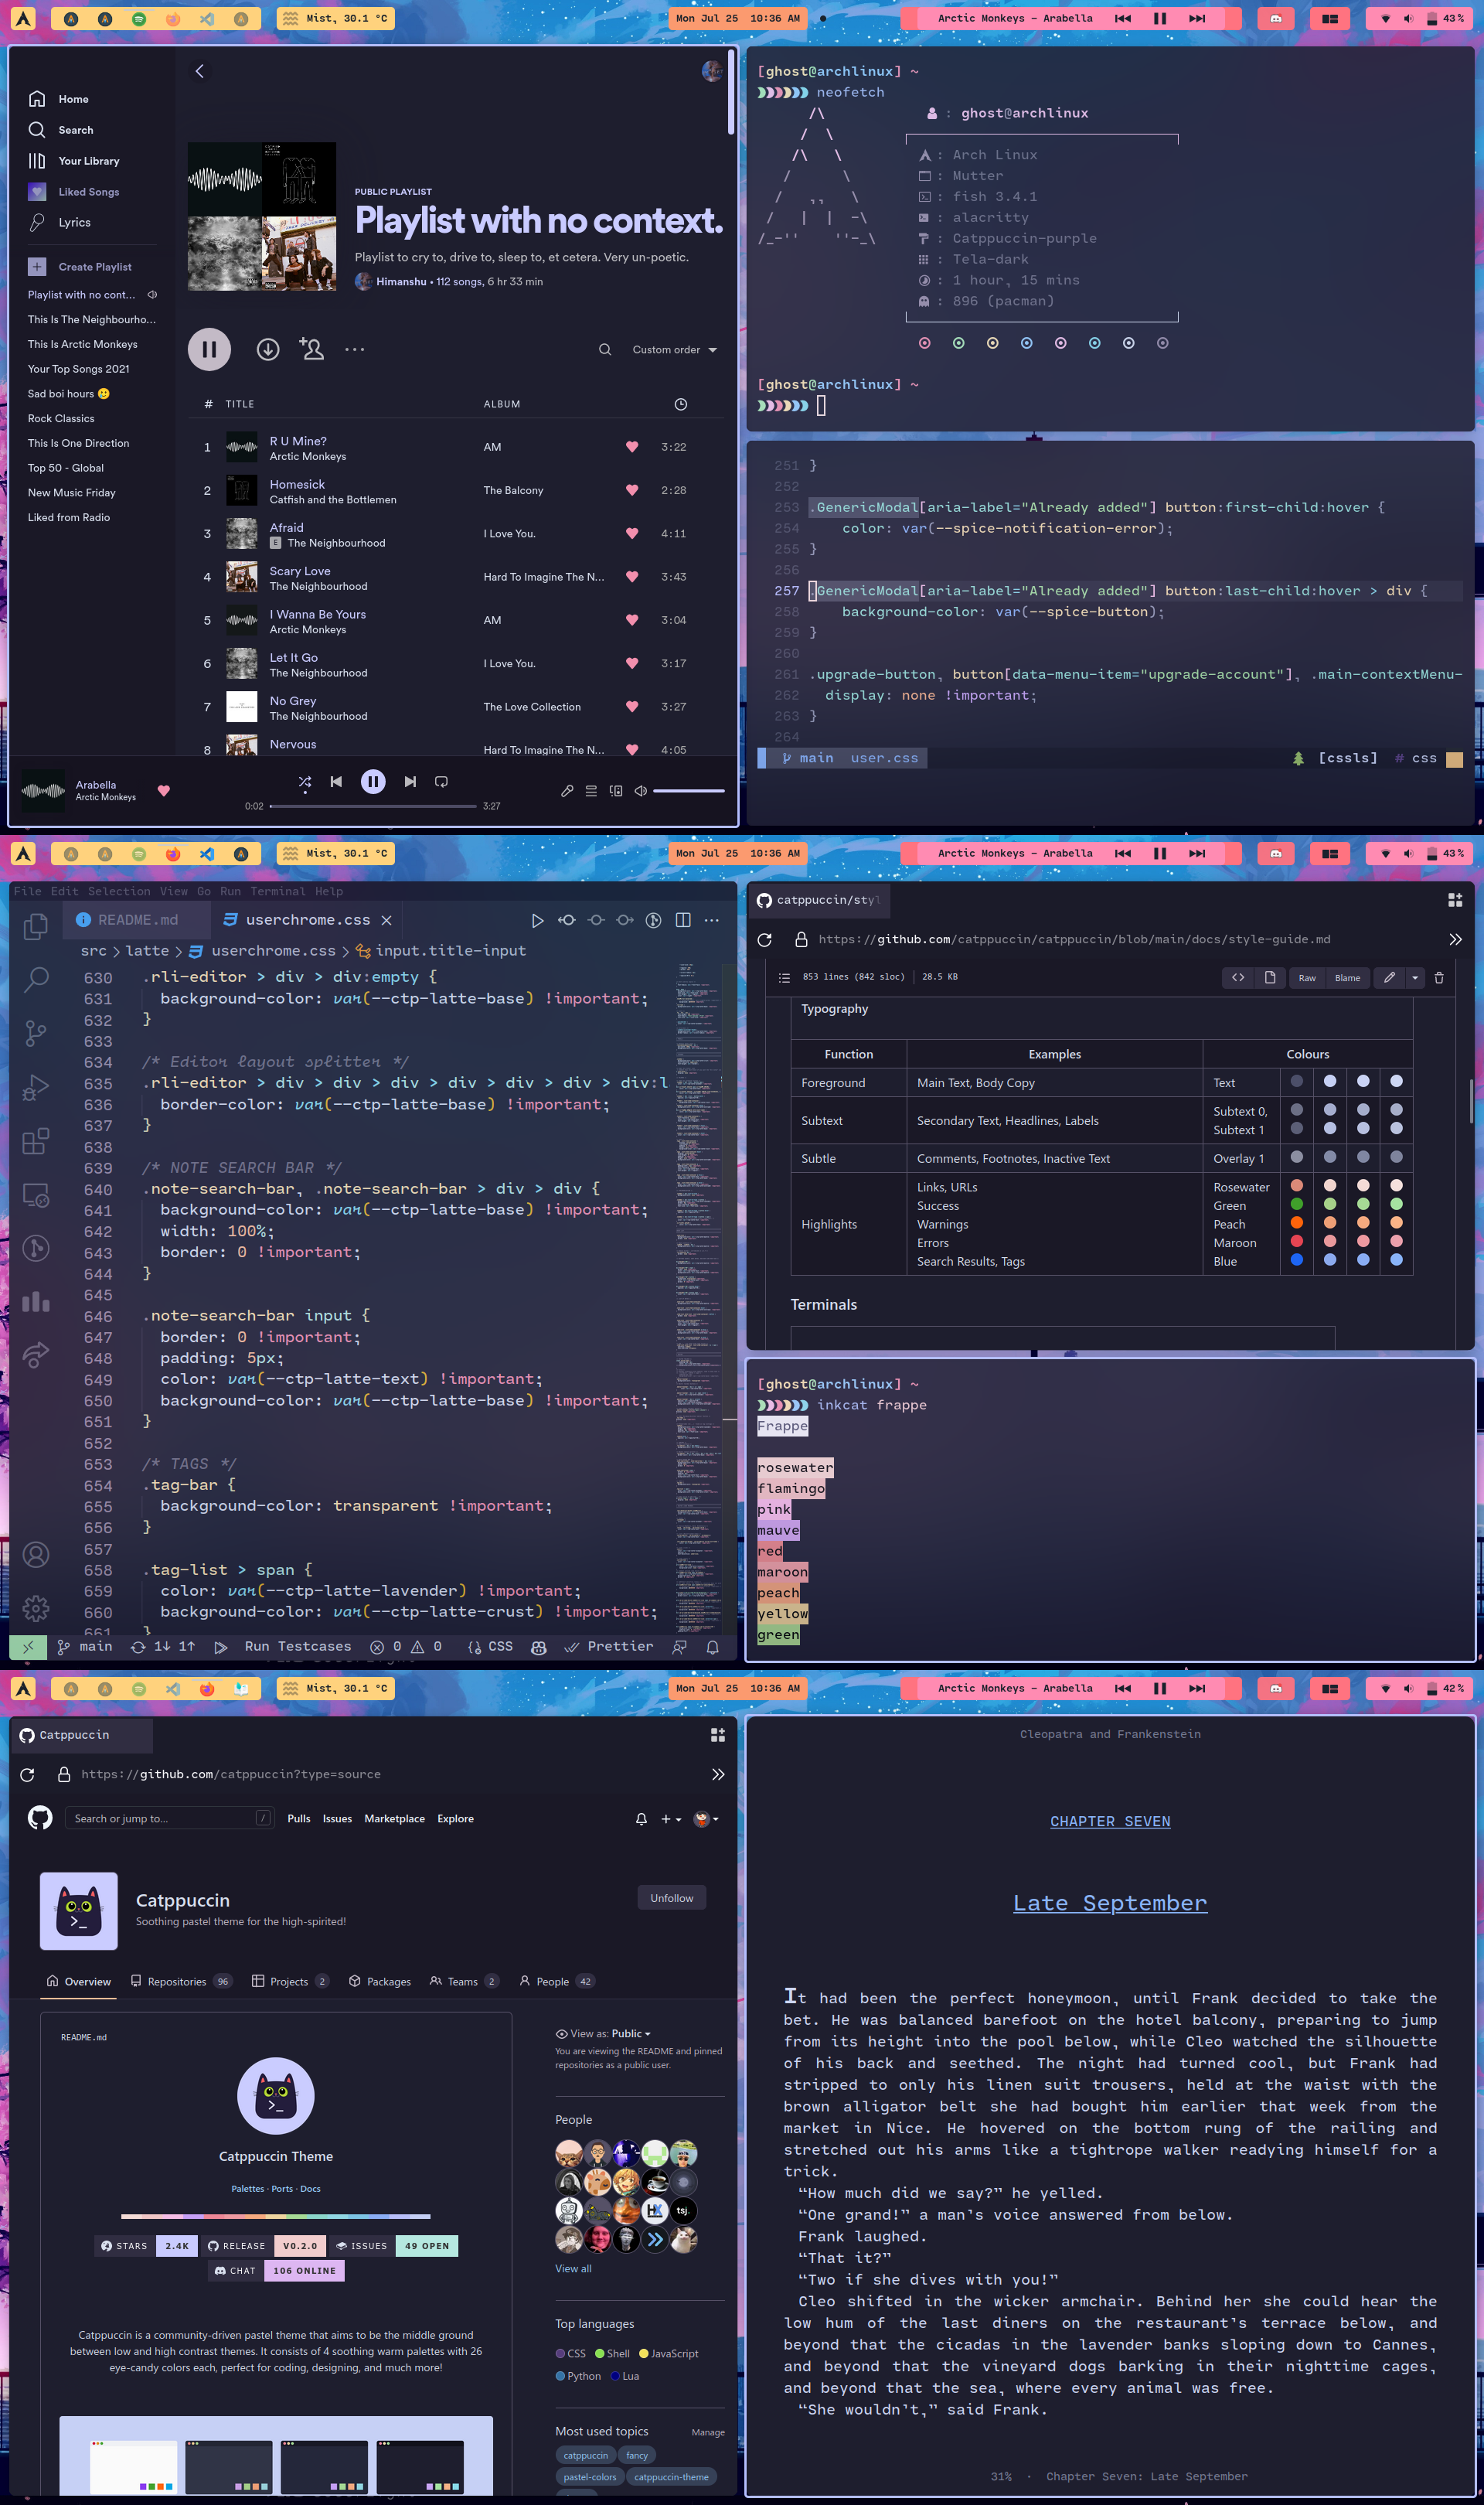 Mist, 30.1 °C
Mon Jul 25 10:36 AM
Arctic Monkeys – Arabella
43%
Home
Search
Your Library
Liked Songs
Lyrics
Create Playlist
Playlist with no cont...
This Is The Neighbourho...
This Is Arctic Monkeys
Your Top Songs 2021
Sad boi hours 🥲
Rock Classics
This Is One Direction
Top 50 - Global
New Music Friday
Liked from Radio
PUBLIC PLAYLIST
Playlist with no context.
Playlist to cry to, drive to, sleep to, et cetera. Very un-poetic.
Himanshu • 112 songs, 6 hr 33 min
Custom order
# TITLE ALBUM
1 R U Mine? AM 3:22
Arctic Monkeys
2 Homesick The Balcony 2:28
Catfish and the Bottlemen
3 Afraid I Love You. 4:11
E The Neighbourhood
4 Scary Love Hard To Imagine The N... 3:43
The Neighbourhood
5 I Wanna Be Yours AM 3:04
Arctic Monkeys
6 Let It Go I Love You. 3:17
The Neighbourhood
7 No Grey The Love Collection 3:27
The Neighbourhood
8 Nervous Hard To Imagine The N... 4:05
Arabella
Arctic Monkeys
0:02 3:27
[ghost@archlinux] ~
neofetch
: ghost@archlinux
: Arch Linux
: Mutter
: fish 3.4.1
: alacritty
: Catppuccin-purple
: Tela-dark
: 1 hour, 15 mins
: 896 (pacman)
[ghost@archlinux] ~
251 }
252
253 .GenericModal[aria-label="Already added"] button:first-child:hover {
254 color: var(--spice-notification-error);
255 }
256
257 .GenericModal[aria-label="Already added"] button:last-child:hover > div {
258 background-color: var(--spice-button);
259 }
260
261 .upgrade-button, button[data-menu-item="upgrade-account"], .main-contextMenu-
262 display: none !important;
263 }
264
main user.css [cssls] # css
Mist, 30.1 °C
Mon Jul 25 10:36 AM
Arctic Monkeys – Arabella
43%
File Edit Selection View Go Run Terminal Help
README.md userchrome.css
src > latte > userchrome.css > input.title-input
630 .rli-editor > div > div:empty {
631 background-color: var(--ctp-latte-base) !important;
632 }
633
634 /* Editor layout splitter */
635 .rli-editor > div > div > div > div > div > div > div:l
636 border-color: var(--ctp-latte-base) !important;
637 }
638
639 /* NOTE SEARCH BAR */
640 .note-search-bar, .note-search-bar > div > div {
641 background-color: var(--ctp-latte-base) !important;
642 width: 100%;
643 border: 0 !important;
644 }
645
646 .note-search-bar input {
647 border: 0 !important;
648 padding: 5px;
649 color: var(--ctp-latte-text) !important;
650 background-color: var(--ctp-latte-base) !important;
651 }
652
653 /* TAGS */
654 .tag-bar {
655 background-color: transparent !important;
656 }
657
658 .tag-list > span {
659 color: var(--ctp-latte-lavender) !important;
660 background-color: var(--ctp-latte-crust) !important;
661 }
main 1↓ 1↑ Run Testcases 0 0 CSS Prettier
catppuccin/styl
https://github.com/catppuccin/catppuccin/blob/main/docs/style-guide.md
853 lines (842 sloc) 28.5 KB Raw Blame
Typography
Function Examples Colours
Foreground Main Text, Body Copy Text
Subtext Secondary Text, Headlines, Labels Subtext 0,
Subtext 1
Subtle Comments, Footnotes, Inactive Text Overlay 1
Links, URLs Rosewater
Success Green
Highlights Warnings Peach
Errors Maroon
Search Results, Tags Blue
Terminals
[ghost@archlinux] ~
inkcat frappe
Frappe
rosewater
flamingo
pink
mauve
red
maroon
peach
yellow
green
Mist, 30.1 °C
Mon Jul 25 10:36 AM
Arctic Monkeys – Arabella
42%
Catppuccin
https://github.com/catppuccin?type=source
Search or jump to... / Pulls Issues Marketplace Explore
Catppuccin
Soothing pastel theme for the high-spirited!
Unfollow
Overview Repositories 96 Projects 2 Packages Teams 2 People 42
README.md
Catppuccin Theme
Palettes · Ports · Docs
STARS 2.4K RELEASE V0.2.0 ISSUES 49 OPEN
CHAT 106 ONLINE
Catppuccin is a community-driven pastel theme that aims to be the middle ground
between low and high contrast themes. It consists of 4 soothing warm palettes with 26
eye-candy colors each, perfect for coding, designing, and much more!
View as: Public
You are viewing the README and pinned
repositories as a public user.
People
HX
tsj.
View all
Top languages
CSS Shell JavaScript
Python Lua
Most used topics Manage
catppuccin fancy
pastel-colors catppuccin-theme
Cleopatra and Frankenstein
CHAPTER SEVEN
Late September
It had been the perfect honeymoon, until Frank decided to take the
bet. He was balanced barefoot on the hotel balcony, preparing to jump
from its height into the pool below, while Cleo watched the silhouette
of his back and seethed. The night had turned cool, but Frank had
stripped to only his linen suit trousers, held at the waist with the
brown alligator belt she had bought him earlier that week from the
market in Nice. He hovered on the bottom rung of the railing and
stretched out his arms like a tightrope walker readying himself for a
trick.
“How much did we say?” he yelled.
“One grand!” a man’s voice answered from below.
Frank laughed.
“That it?”
“Two if she dives with you!”
Cleo shifted in the wicker armchair. Behind her she could hear the
low hum of the last diners on the restaurant’s terrace below, and
beyond that the cicadas in the lavender banks sloping down to Cannes,
and beyond that the vineyard dogs barking in their nighttime cages,
and beyond that the sea, where every animal was free.
“She wouldn’t,” said Frank.
31% · Chapter Seven: Late September